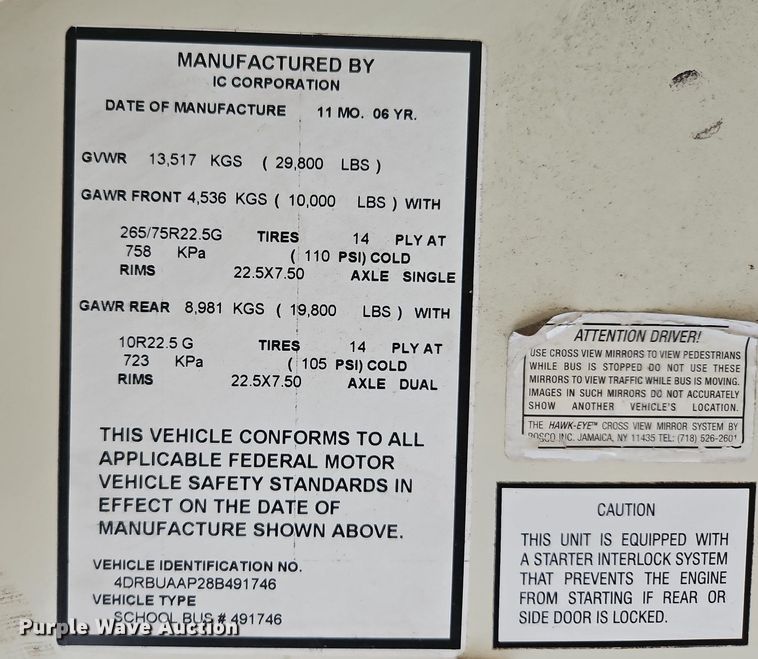 MANUFACTURED BY
IC CORPORATION
DATE OF MANUFACTURE 11 MO. 06 YR.
GVWR 13,517 KGS ( 29,800 LBS )
GAWR FRONT 4,536 KGS ( 10,000 LBS ) WITH
265/75R22.5G TIRES 14 PLY AT
758 KPa ( 110 PSI) COLD
RIMS 22.5X7.50 AXLE SINGLE
GAWR REAR 8,981 KGS ( 19,800 LBS ) WITH
10R22.5 G TIRES 14 PLY AT
723 KPa ( 105 PSI) COLD
RIMS 22.5X7.50 AXLE DUAL
THIS VEHICLE CONFORMS TO ALL
APPLICABLE FEDERAL MOTOR
VEHICLE SAFETY STANDARDS IN
EFFECT ON THE DATE OF
MANUFACTURE SHOWN ABOVE.
VEHICLE IDENTIFICATION NO.
4DRBUAAP28B491746
VEHICLE TYPE
SCHOOL BUS # 491746
Purple Wave Auction
ATTENTION DRIVER!
USE CROSS VIEW MIRRORS TO VIEW PEDESTRIANS
WHILE BUS IS STOPPED DO NOT USE THESE
MIRRORS TO VIEW TRAFFIC WHILE BUS IS MOVING.
IMAGES IN SUCH MIRRORS DO NOT ACCURATELY
SHOW ANOTHER VEHICLE'S LOCATION.
THE HAWK-EYE™ CROSS VIEW MIRROR SYSTEM BY
ROSCO INC. JAMAICA, NY 11435 TEL: (718) 526-2601
CAUTION
THIS UNIT IS EQUIPPED WITH
A STARTER INTERLOCK SYSTEM
THAT PREVENTS THE ENGINE
FROM STARTING IF REAR OR
SIDE DOOR IS LOCKED.